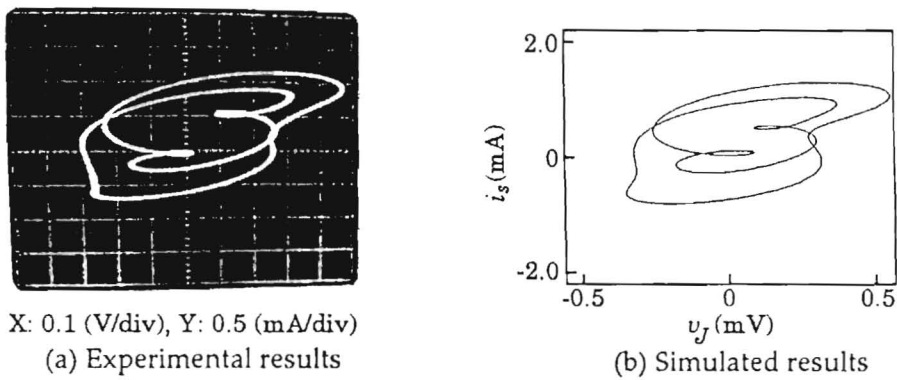 X: 0.1 (V/div), Y: 0.5 (mA/div)
(a) Experimental results
2.0
0
-2.0
i_s (mA)
-0.5
0
0.5
v_J (mV)
(b) Simulated results